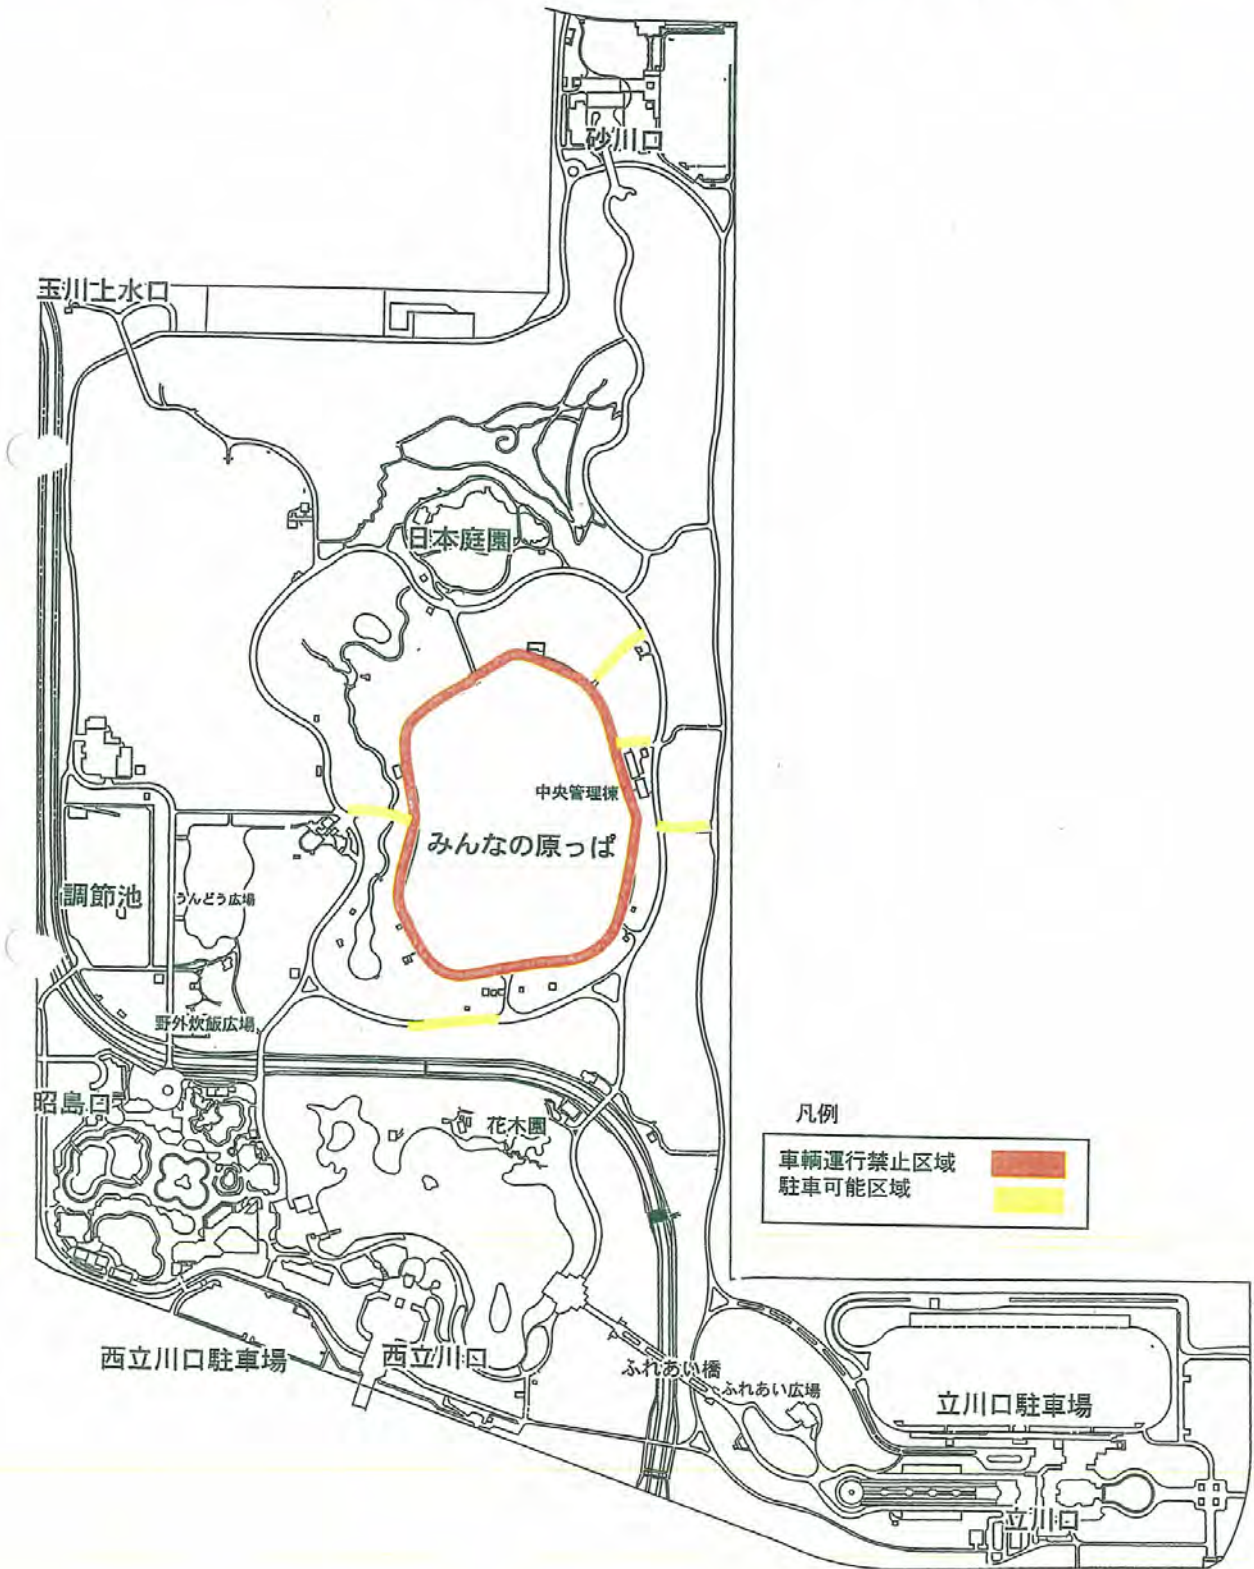 砂川口
玉川上水口
日本庭園
中央管理棟
みんなの原っぱ
調節池
うんどう広場
野外炊飯広場
昭島口
花木園
凡例
車輌運行禁止区域
駐車可能区域
西立川口駐車場
西立川口
ふれあい橋
ふれあい広場
立川口駐車場
立川口